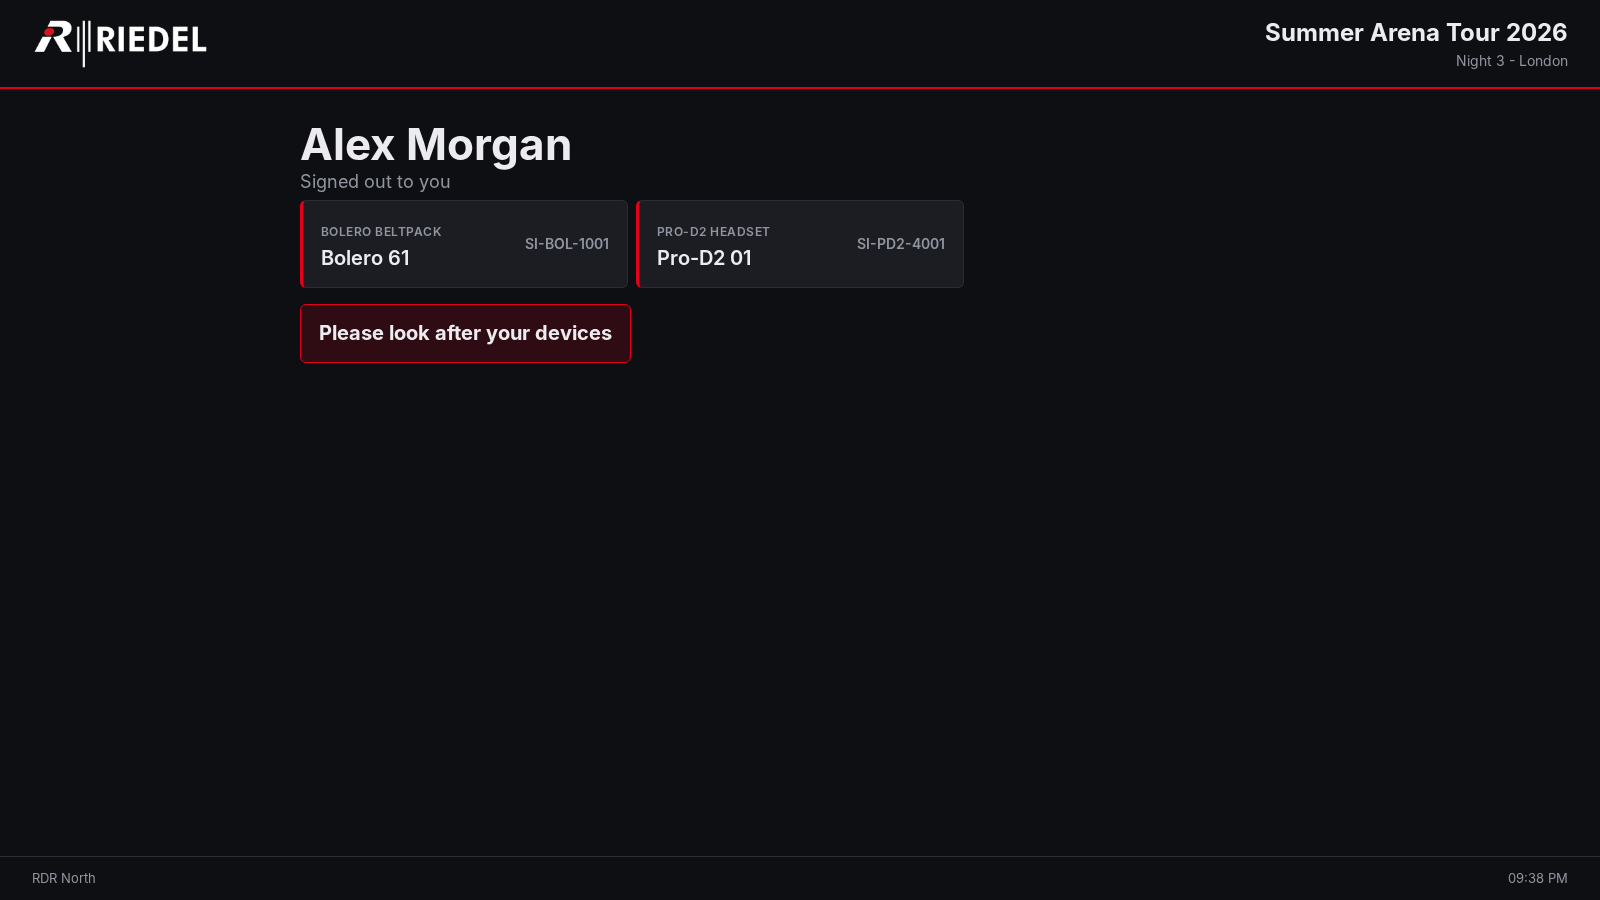 RIEDEL
Summer Arena Tour 2026
Night 3 - London
Alex Morgan
Signed out to you
BOLERO BELTPACK
Bolero 61
SI-BOL-1001
PRO-D2 HEADSET
Pro-D2 01
SI-PD2-4001
Please look after your devices
RDR North
09:38 PM